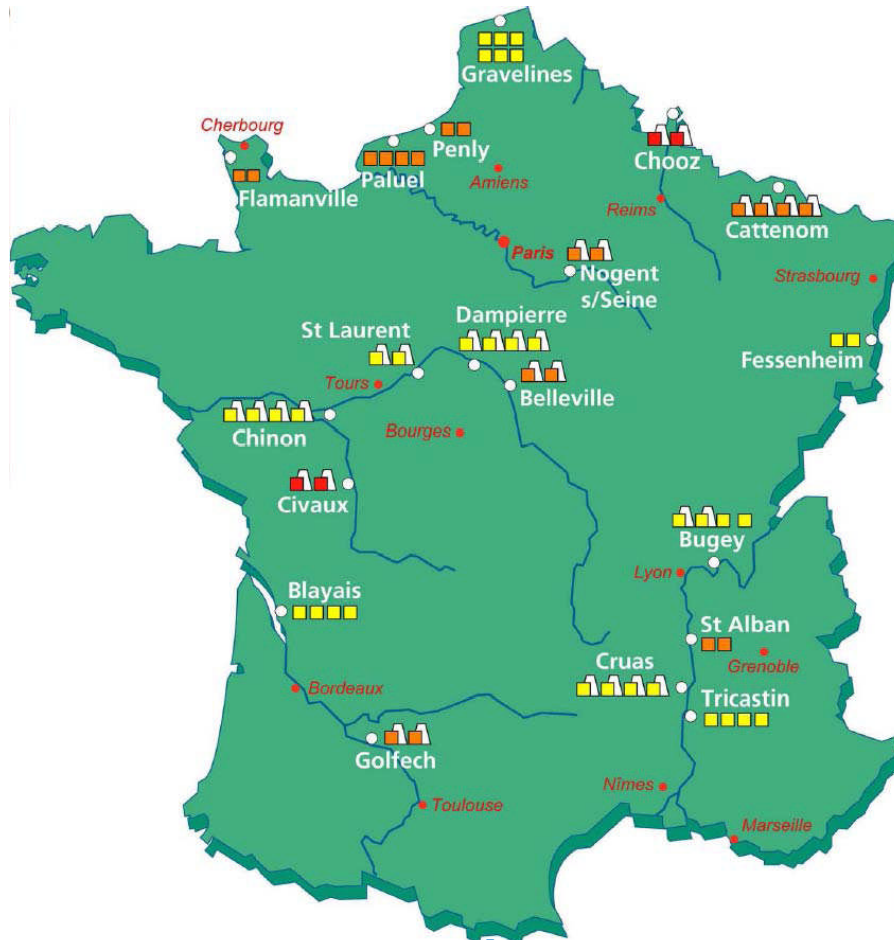 Gravelines
Cherbourg
Penly
Chooz
Flamanville
Paluel
Amiens
Reims
Cattenom
Paris
Nogent
s/Seine
Strasbourg
Dampierre
St Laurent
Fessenheim
Tours
Belleville
Chinon
Bourges
Civaux
Bugey
Lyon
Blayais
St Alban
Grenoble
Cruas
Bordeaux
Tricastin
Golfech
Nîmes
Toulouse
Marseille